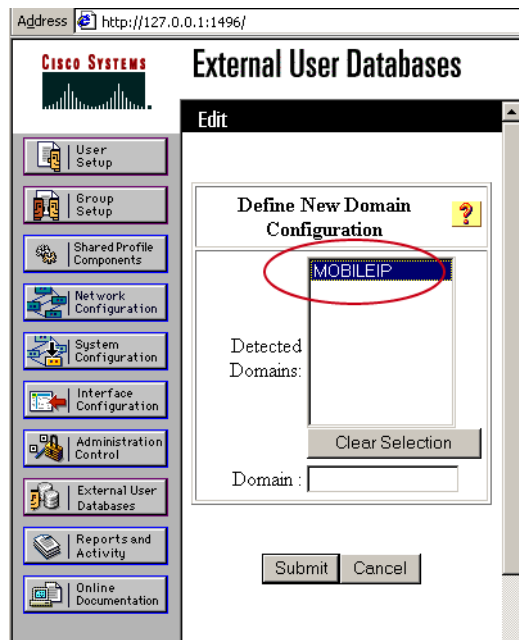 Address http://127.0.0.1:1496/
CISCO SYSTEMS
External User Databases
Edit
User
Setup
Group
Setup
Shared Profile
Components
Network
Configuration
System
Configuration
Interface
Configuration
Administration
Control
External User
Databases
Reports and
Activity
Online
Documentation
Define New Domain
Configuration
?
MOBILEIP
Detected
Domains:
Clear Selection
Domain :
Submit Cancel